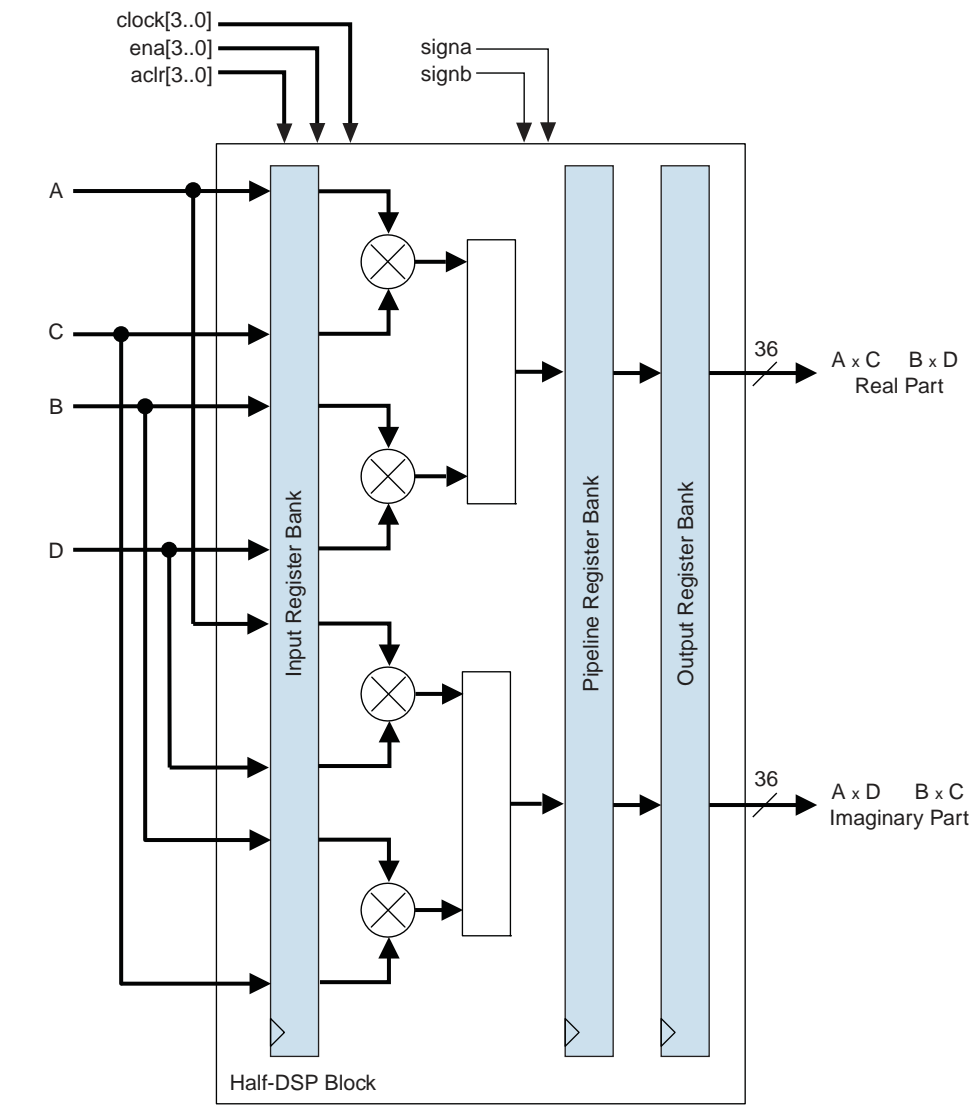 clock[3..0]
ena[3..0]
aclr[3..0]
signa
signb
A
C
B
D
Input Register Bank
Pipeline Register Bank
Output Register Bank
36
A x C B x D
Real Part
36
A x D B x C
Imaginary Part
Half-DSP Block